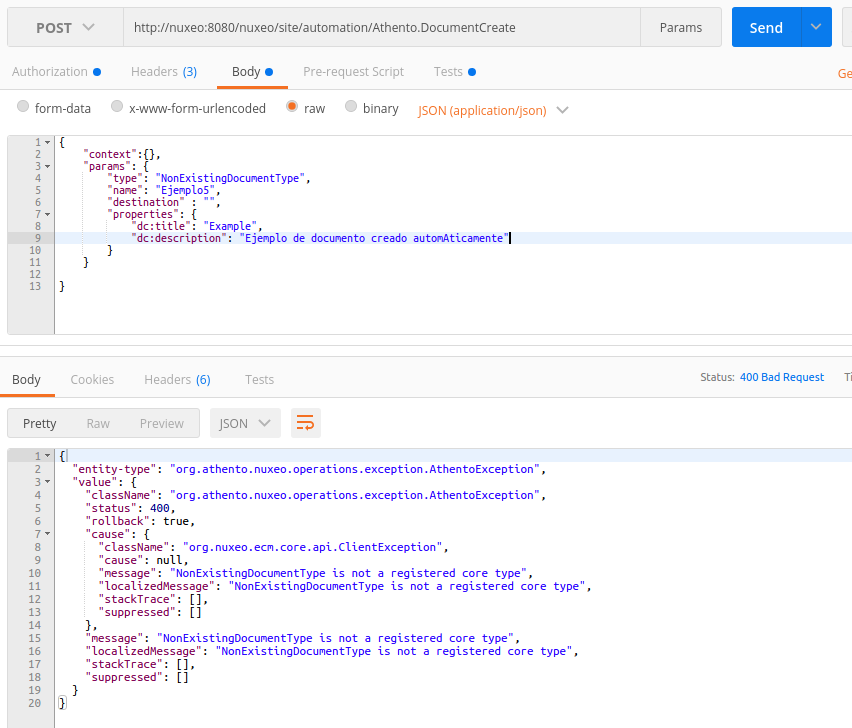 POST http://nuxeo:8080/nuxeo/site/automation/Athento.DocumentCreate Params Send
Authorization Headers (3) Body Pre-request Script Tests Ge
form-data x-www-form-urlencoded raw binary JSON (application/json)
1 {
2 "context":{},
3 "params": {
4 "type": "NonExistingDocumentType",
5 "name": "Ejemplo5",
6 "destination" : "",
7 "properties": {
8 "dc:title": "Example",
9 "dc:description": "Ejemplo de documento creado automAticamente"
10 }
11 }
12
13 }
Body Cookies Headers (6) Tests Status: 400 Bad Request Ti
Pretty Raw Preview JSON
1 {
2 "entity-type": "org.athento.nuxeo.operations.exception.AthentoException",
3 "value": {
4 "className": "org.athento.nuxeo.operations.exception.AthentoException",
5 "status": 400,
6 "rollback": true,
7 "cause": {
8 "className": "org.nuxeo.ecm.core.api.ClientException",
9 "cause": null,
10 "message": "NonExistingDocumentType is not a registered core type",
11 "localizedMessage": "NonExistingDocumentType is not a registered core type",
12 "stackTrace": [],
13 "suppressed": []
14 },
15 "message": "NonExistingDocumentType is not a registered core type",
16 "localizedMessage": "NonExistingDocumentType is not a registered core type",
17 "stackTrace": [],
18 "suppressed": []
19 }
20 }